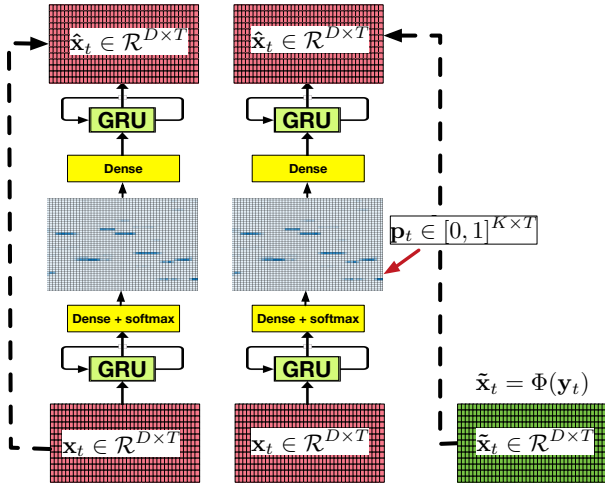 x̂_t ∈ R^{D×T}
GRU
Dense
Dense + softmax
GRU
x_t ∈ R^{D×T}
x̂_t ∈ R^{D×T}
GRU
Dense
p_t ∈ [0, 1]^{K×T}
Dense + softmax
GRU
x_t ∈ R^{D×T}
x̃_t = Φ(y_t)
x̃_t ∈ R^{D×T}